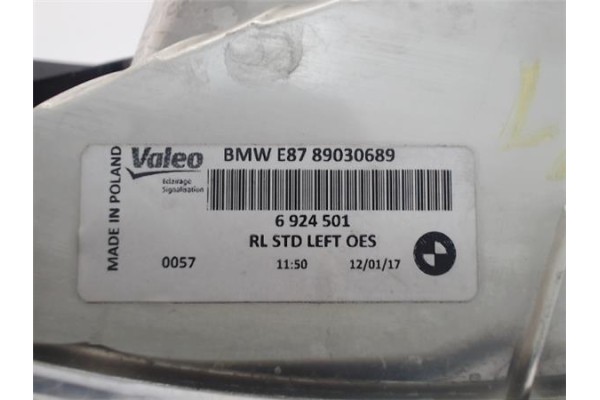 MADE IN POLAND
Valeo
Eclairage
Signalisation
BMW E87 89030689
6 924 501
RL STD LEFT OES
0057 11:50 12/01/17